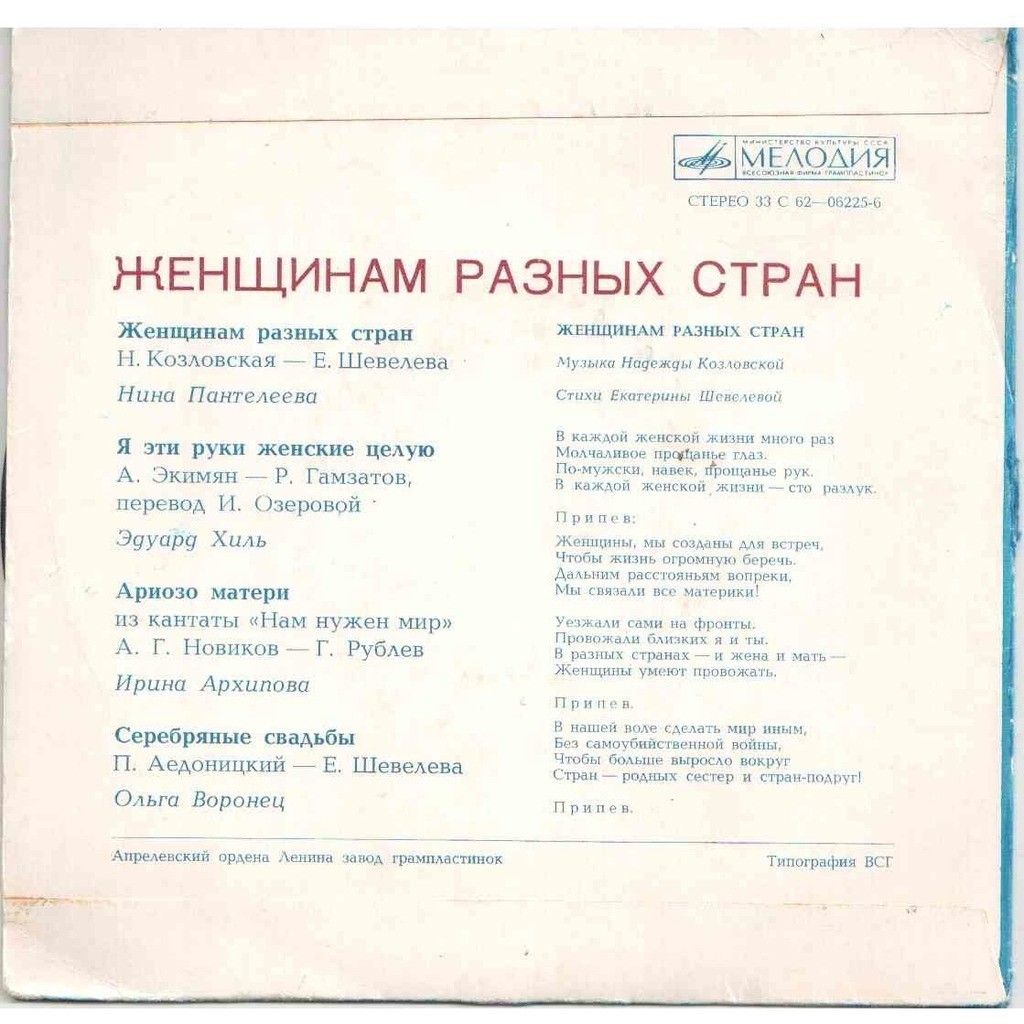 МИНИСТЕРСТВО КУЛЬТУРЫ СССР
МЕЛОДИЯ
ВСЕСОЮЗНАЯ ФИРМА ГРАМПЛАСТИНОК
СТЕРЕО 33 С 62—06225-6
ЖЕНЩИНАМ РАЗНЫХ СТРАН
Женщинам разных стран
Н. Козловская — Е. Шевелева
Нина Пантелеева
Я эти руки женские целую
А. Экимян — Р. Гамзатов,
перевод И. Озеровой
Эдуард Хиль
Ариозо матери
из кантаты «Нам нужен мир»
А. Г. Новиков — Г. Рублев
Ирина Архипова
Серебряные свадьбы
П. Аедоницкий — Е. Шевелева
Ольга Воронец
ЖЕНЩИНАМ РАЗНЫХ СТРАН
Музыка Надежды Козловской
Стихи Екатерины Шевелевой
В каждой женской жизни много раз
Молчаливое прощанье глаз.
По-мужски, навек, прощанье рук.
В каждой женской жизни — сто разлук.
Припев:
Женщины, мы созданы для встреч,
Чтобы жизнь огромную беречь.
Дальним расстояньям вопреки,
Мы связали все материки!
Уезжали сами на фронты.
Провожали близких я и ты.
В разных странах — и жена и мать —
Женщины умеют провожать.
Припев.
В нашей воле сделать мир иным,
Без самоубийственной войны,
Чтобы больше выросло вокруг
Стран — родных сестер и стран-подруг!
Припев.
Апрелевский ордена Ленина завод грампластинок
Типография ВСГ